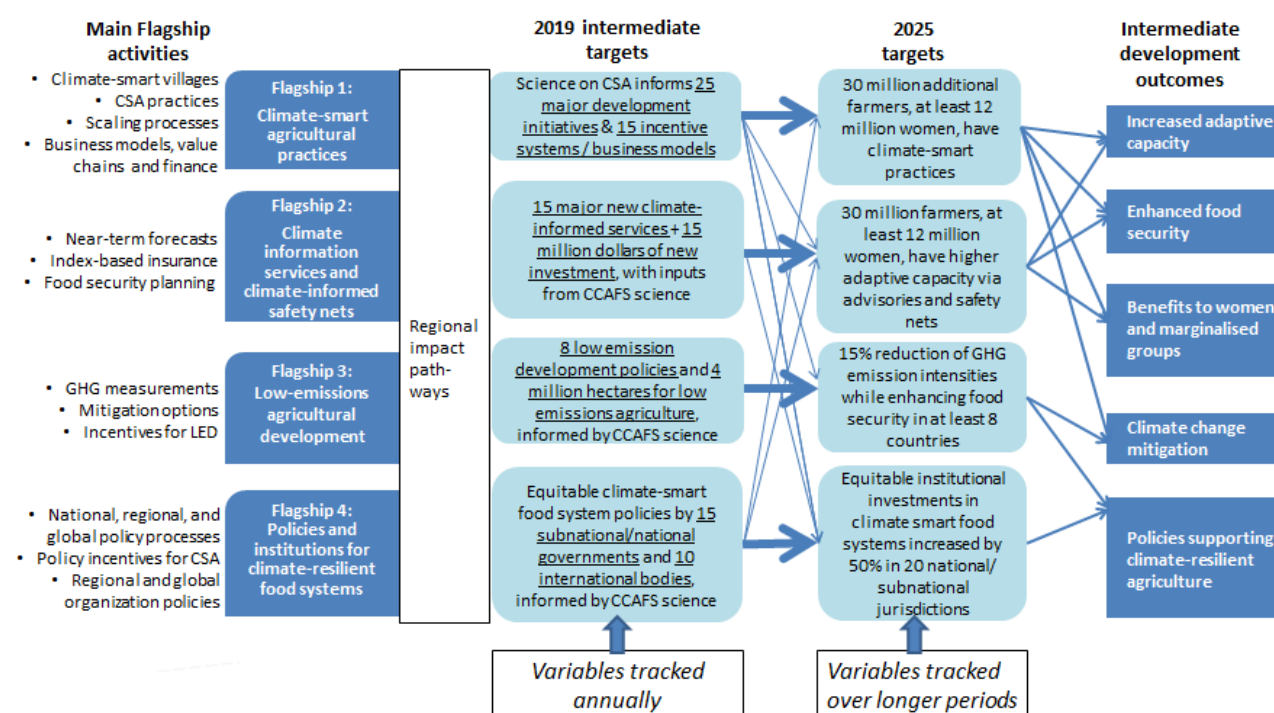 Main Flagship
activities
2019 intermediate
targets
2025
targets
Intermediate
development
outcomes
• Climate-smart villages
• CSA practices
• Scaling processes
• Business models, value
chains and finance
Flagship 1:
Climate-smart
agricultural
practices
Science on CSA informs 25
major development
initiatives & 15 incentive
systems / business models
30 million additional
farmers, at least 12
million women, have
climate-smart
practices
Increased adaptive
capacity
• Near-term forecasts
• Index-based insurance
• Food security planning
Flagship 2:
Climate
information
services and
climate-informed
safety nets
15 major new climate-
informed services + 15
million dollars of new
investment, with inputs
from CCAFS science
30 million farmers, at
least 12 million
women, have higher
adaptive capacity via
advisories and safety
nets
Enhanced food
security
Regional
impact
path-
ways
Benefits to women
and marginalised
groups
• GHG measurements
• Mitigation options
• Incentives for LED
Flagship 3:
Low-emissions
agricultural
development
8 low emission
development policies and 4
million hectares for low
emissions agriculture,
informed by CCAFS science
15% reduction of GHG
emission intensities
while enhancing food
security in at least 8
countries
Climate change
mitigation
• National, regional, and
global policy processes
• Policy incentives for CSA
• Regional and global
organization policies
Flagship 4:
Policies and
institutions for
climate-resilient
food systems
Equitable climate-smart
food system policies by 15
subnational/national
governments and 10
international bodies,
informed by CCAFS science
Equitable institutional
investments in
climate smart food
systems increased by
50% in 20 national/
subnational
jurisdictions
Policies supporting
climate-resilient
agriculture
Variables tracked
annually
Variables tracked
over longer periods